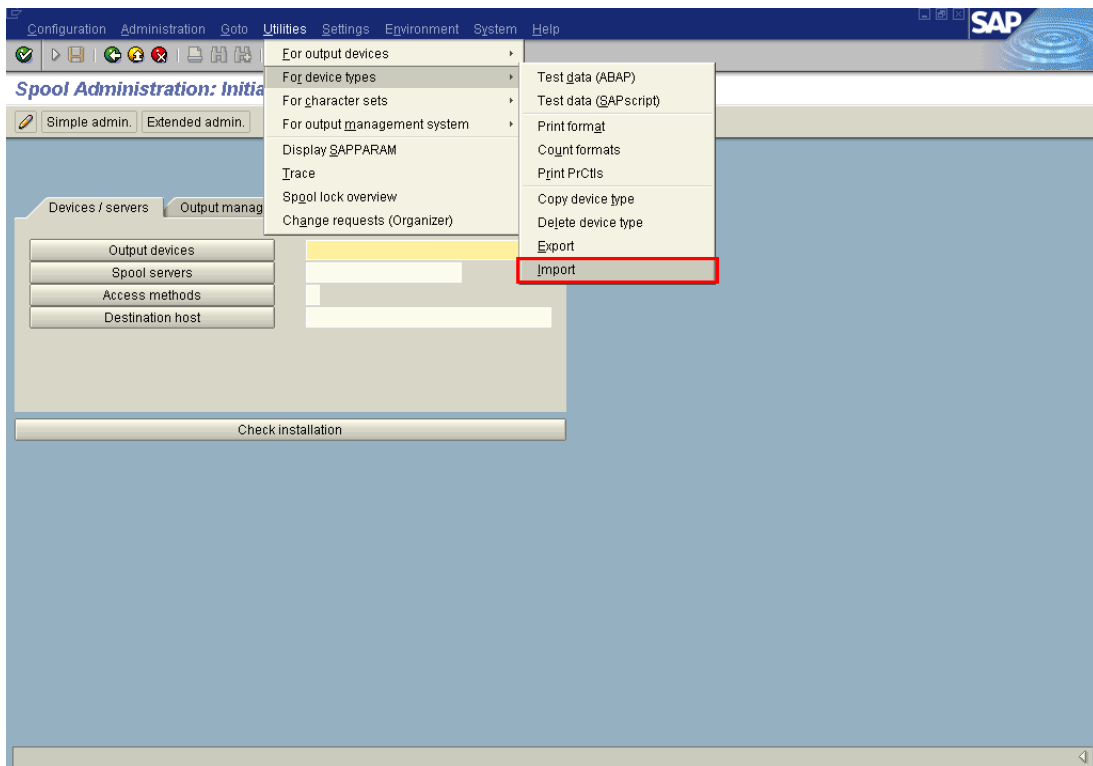 Configuration Administration Goto Utilities Settings Environment System Help
SAP
For output devices
Spool Administration: Initia
For device types
Test data (ABAP)
For character sets
Test data (SAPscript)
Simple admin. Extended admin.
For output management system
Print format
Display SAPPARAM
Count formats
Trace
Print PrCtls
Spool lock overview
Copy device type
Devices / servers Output manag
Change requests (Organizer)
Delete device type
Output devices
Export
Spool servers
Import
Access methods
Destination host
Check installation